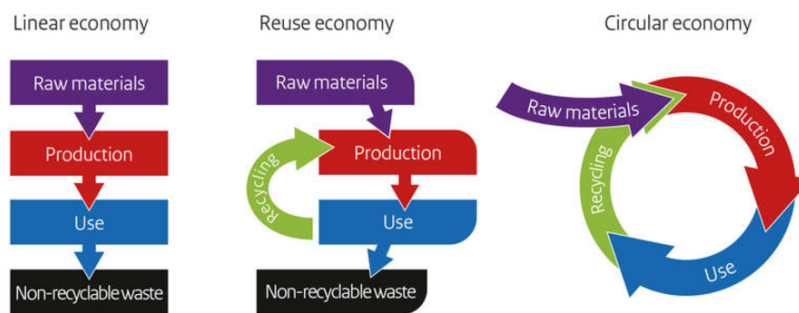 Linear economy
Raw materials
Production
Use
Non-recyclable waste
Reuse economy
Raw materials
Production
Recycling
Use
Non-recyclable waste
Circular economy
Raw materials
Production
Use
Recycling